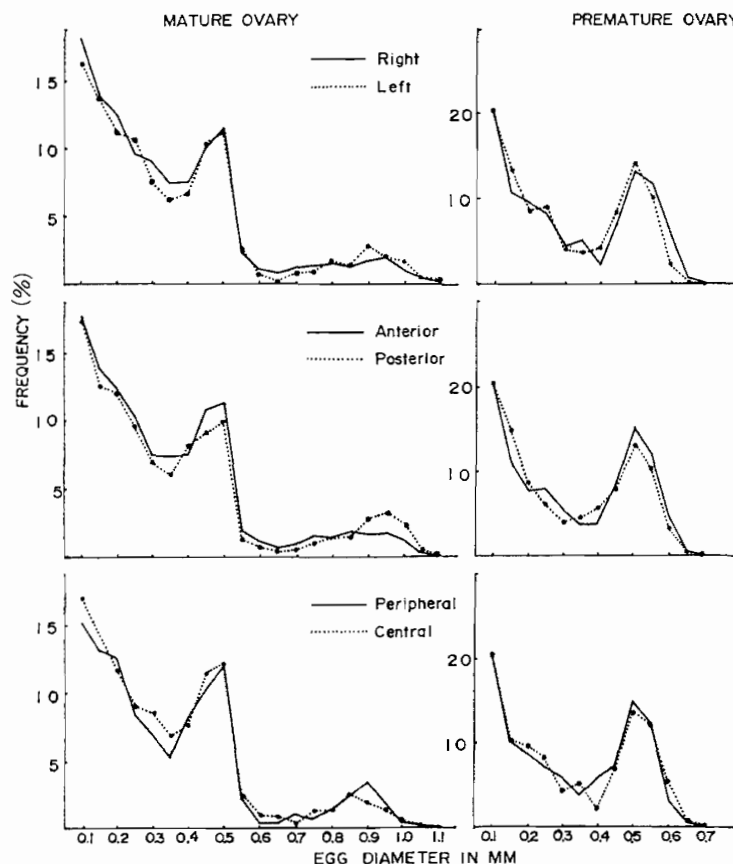 MATURE OVARY
PREMATURE OVARY
Right
Left
15
10
5
20
10
FREQUENCY (%)
Anterior
Posterior
15
10
5
20
10
Peripheral
Central
15
10
5
20
10
0.1 0.2 0.3 0.4 0.5 0.6 0.7 0.8 0.9 1.0 1.1
0.1 0.2 0.3 0.4 0.5 0.6 0.7
EGG DIAMETER IN MM